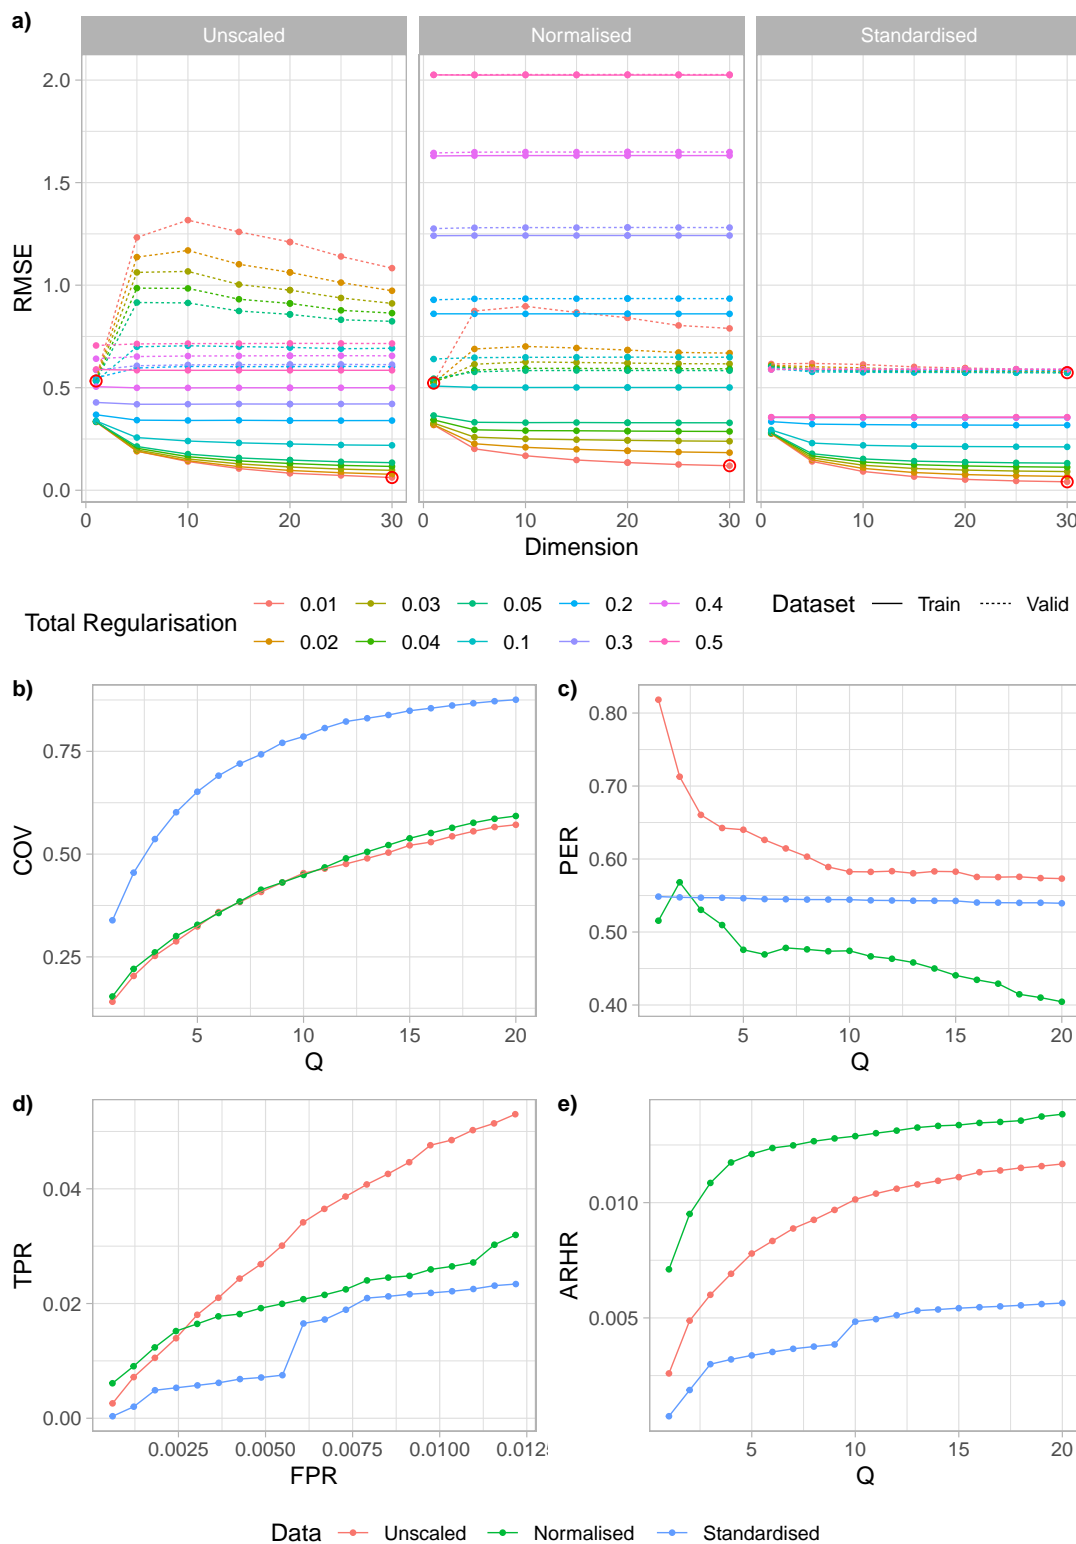 a)
Unscaled Normalised Standardised
2.0
1.5
1.0
0.5
0.0
RMSE
0 10 20 30 0 10 20 30 0 10 20 30
Dimension
Total Regularisation
0.01 0.03 0.05 0.2 0.4
0.02 0.04 0.1 0.3 0.5
Dataset Train Valid
b)
0.75
0.50
0.25
COV
5 10 15 20
Q
c)
0.80
0.70
0.60
0.50
0.40
PER
5 10 15 20
Q
d)
0.04
0.02
0.00
TPR
0.0025 0.0050 0.0075 0.0100 0.0125
FPR
e)
0.010
0.005
ARHR
5 10 15 20
Q
Data Unscaled Normalised Standardised